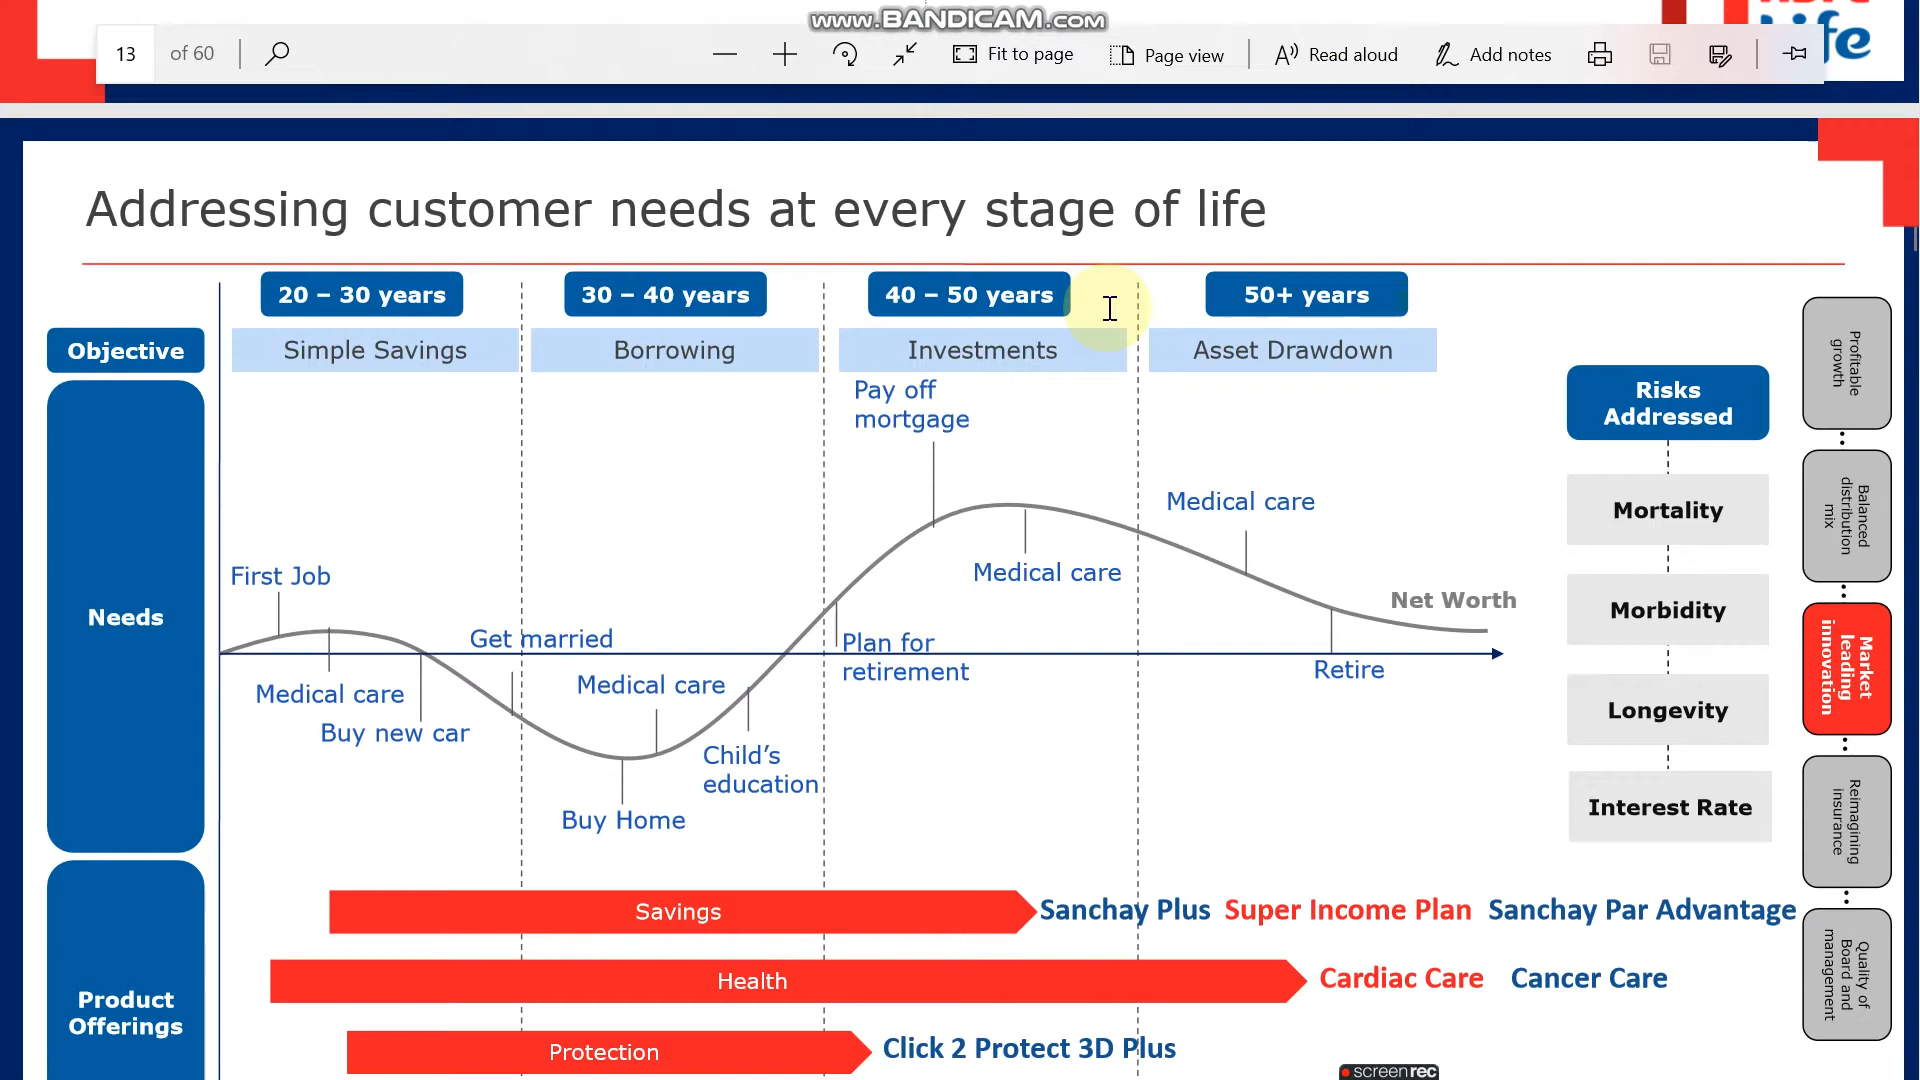 www.BANDICAM.com
Life
13 of 60
Fit to page
Page view
Read aloud
Add notes
Addressing customer needs at every stage of life
20 – 30 years
30 – 40 years
40 – 50 years
50+ years
Objective
Simple Savings
Borrowing
Investments
Asset Drawdown
Needs
Pay off
mortgage
Medical care
First Job
Medical care
Net Worth
Get married
Plan for
retirement
Medical care
Medical care
Retire
Buy new car
Child’s
education
Buy Home
Risks
Addressed
Mortality
Morbidity
Longevity
Interest Rate
Profitable
growth
Balanced
distribution
mix
Market
leading
innovation
Reimagining
insurance
Quality of
Board and
management
Product
Offerings
Savings
Sanchay Plus Super Income Plan Sanchay Par Advantage
Health
Cardiac Care Cancer Care
Protection
Click 2 Protect 3D Plus
screenrec